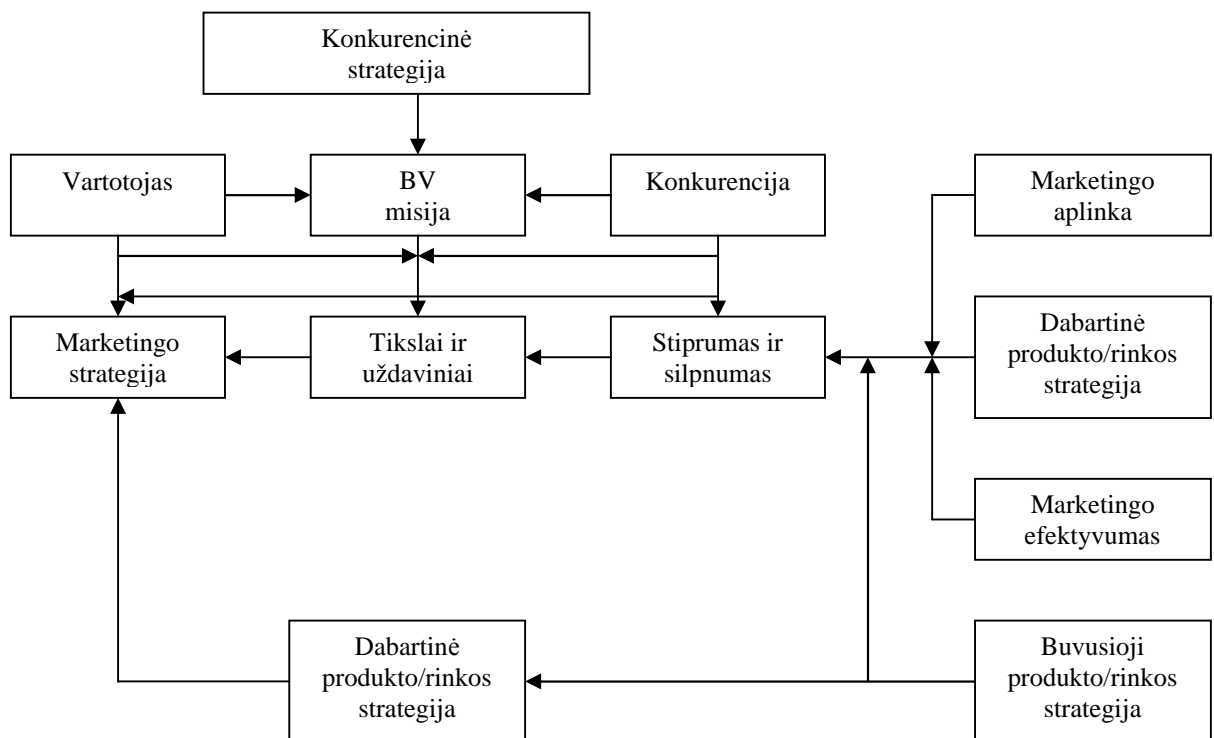 Konkurencinė
strategija
Vartotojas
BV
misija
Konkurencija
Marketingo
aplinka
Marketingo
strategija
Tikslai ir
uždaviniai
Stiprumas ir
silpnumas
Dabartinė
produkto/rinkos
strategija
Marketingo
efektyvumas
Dabartinė
produkto/rinkos
strategija
Buvusioji
produkto/rinkos
strategija